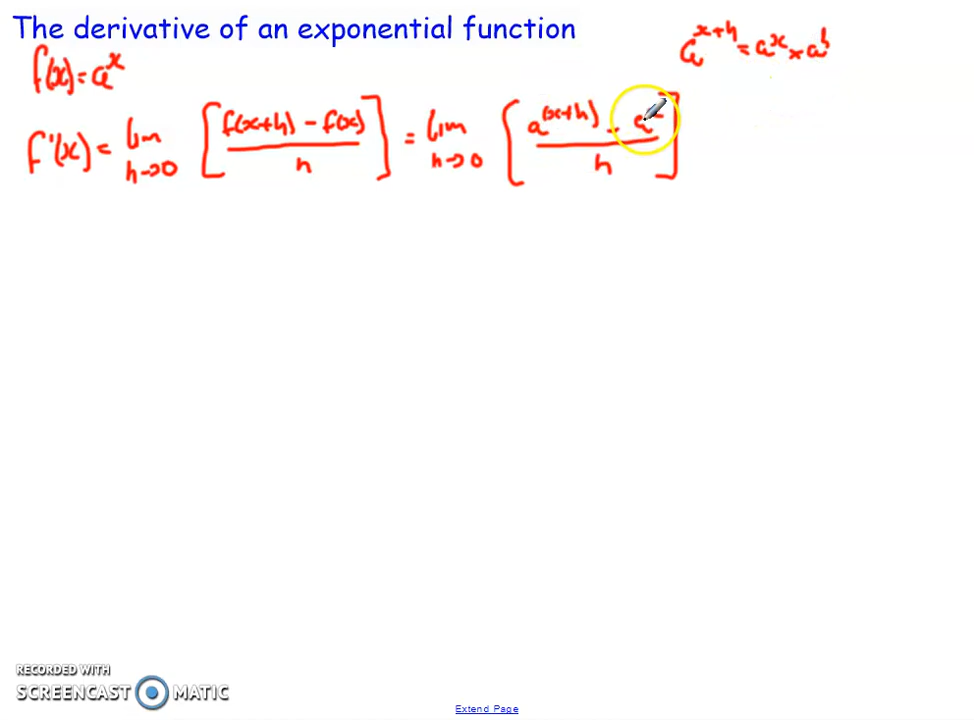 The derivative of an exponential function
a^{x+h} = a^x × a^h
f(x) = a^x
f'(x) = lim h→0 [ f(x+h) - f(x) / h ] = lim h→0 [ a^{(x+h)} - a^x / h ]
RECORDED WITH
SCREENCAST MATIC
Extend Page